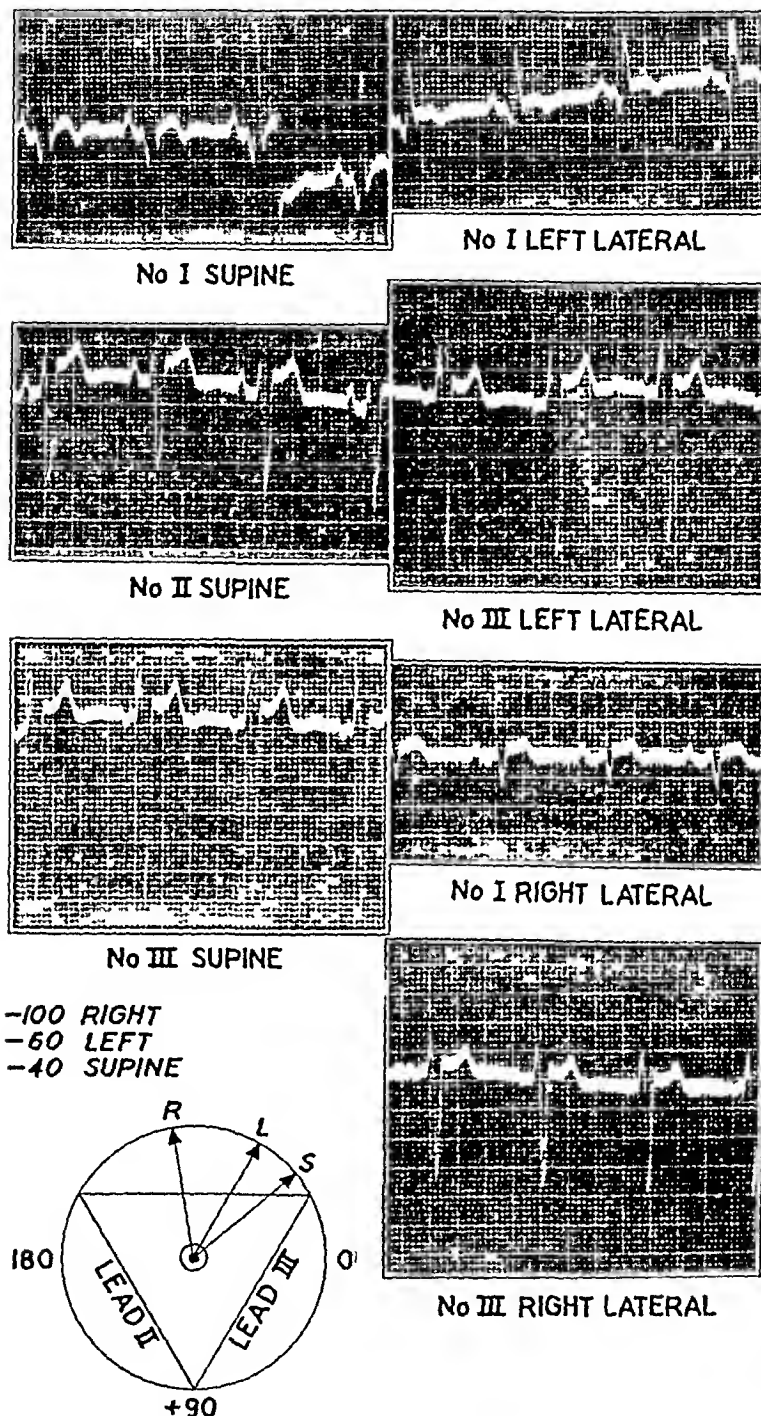 No I SUPINE
No I LEFT LATERAL
No II SUPINE
No III LEFT LATERAL
No III SUPINE
No I RIGHT LATERAL
No III RIGHT LATERAL
-100 RIGHT
-60 LEFT
-40 SUPINE
R
L
S
180
0
LEAD II
LEAD III
+90